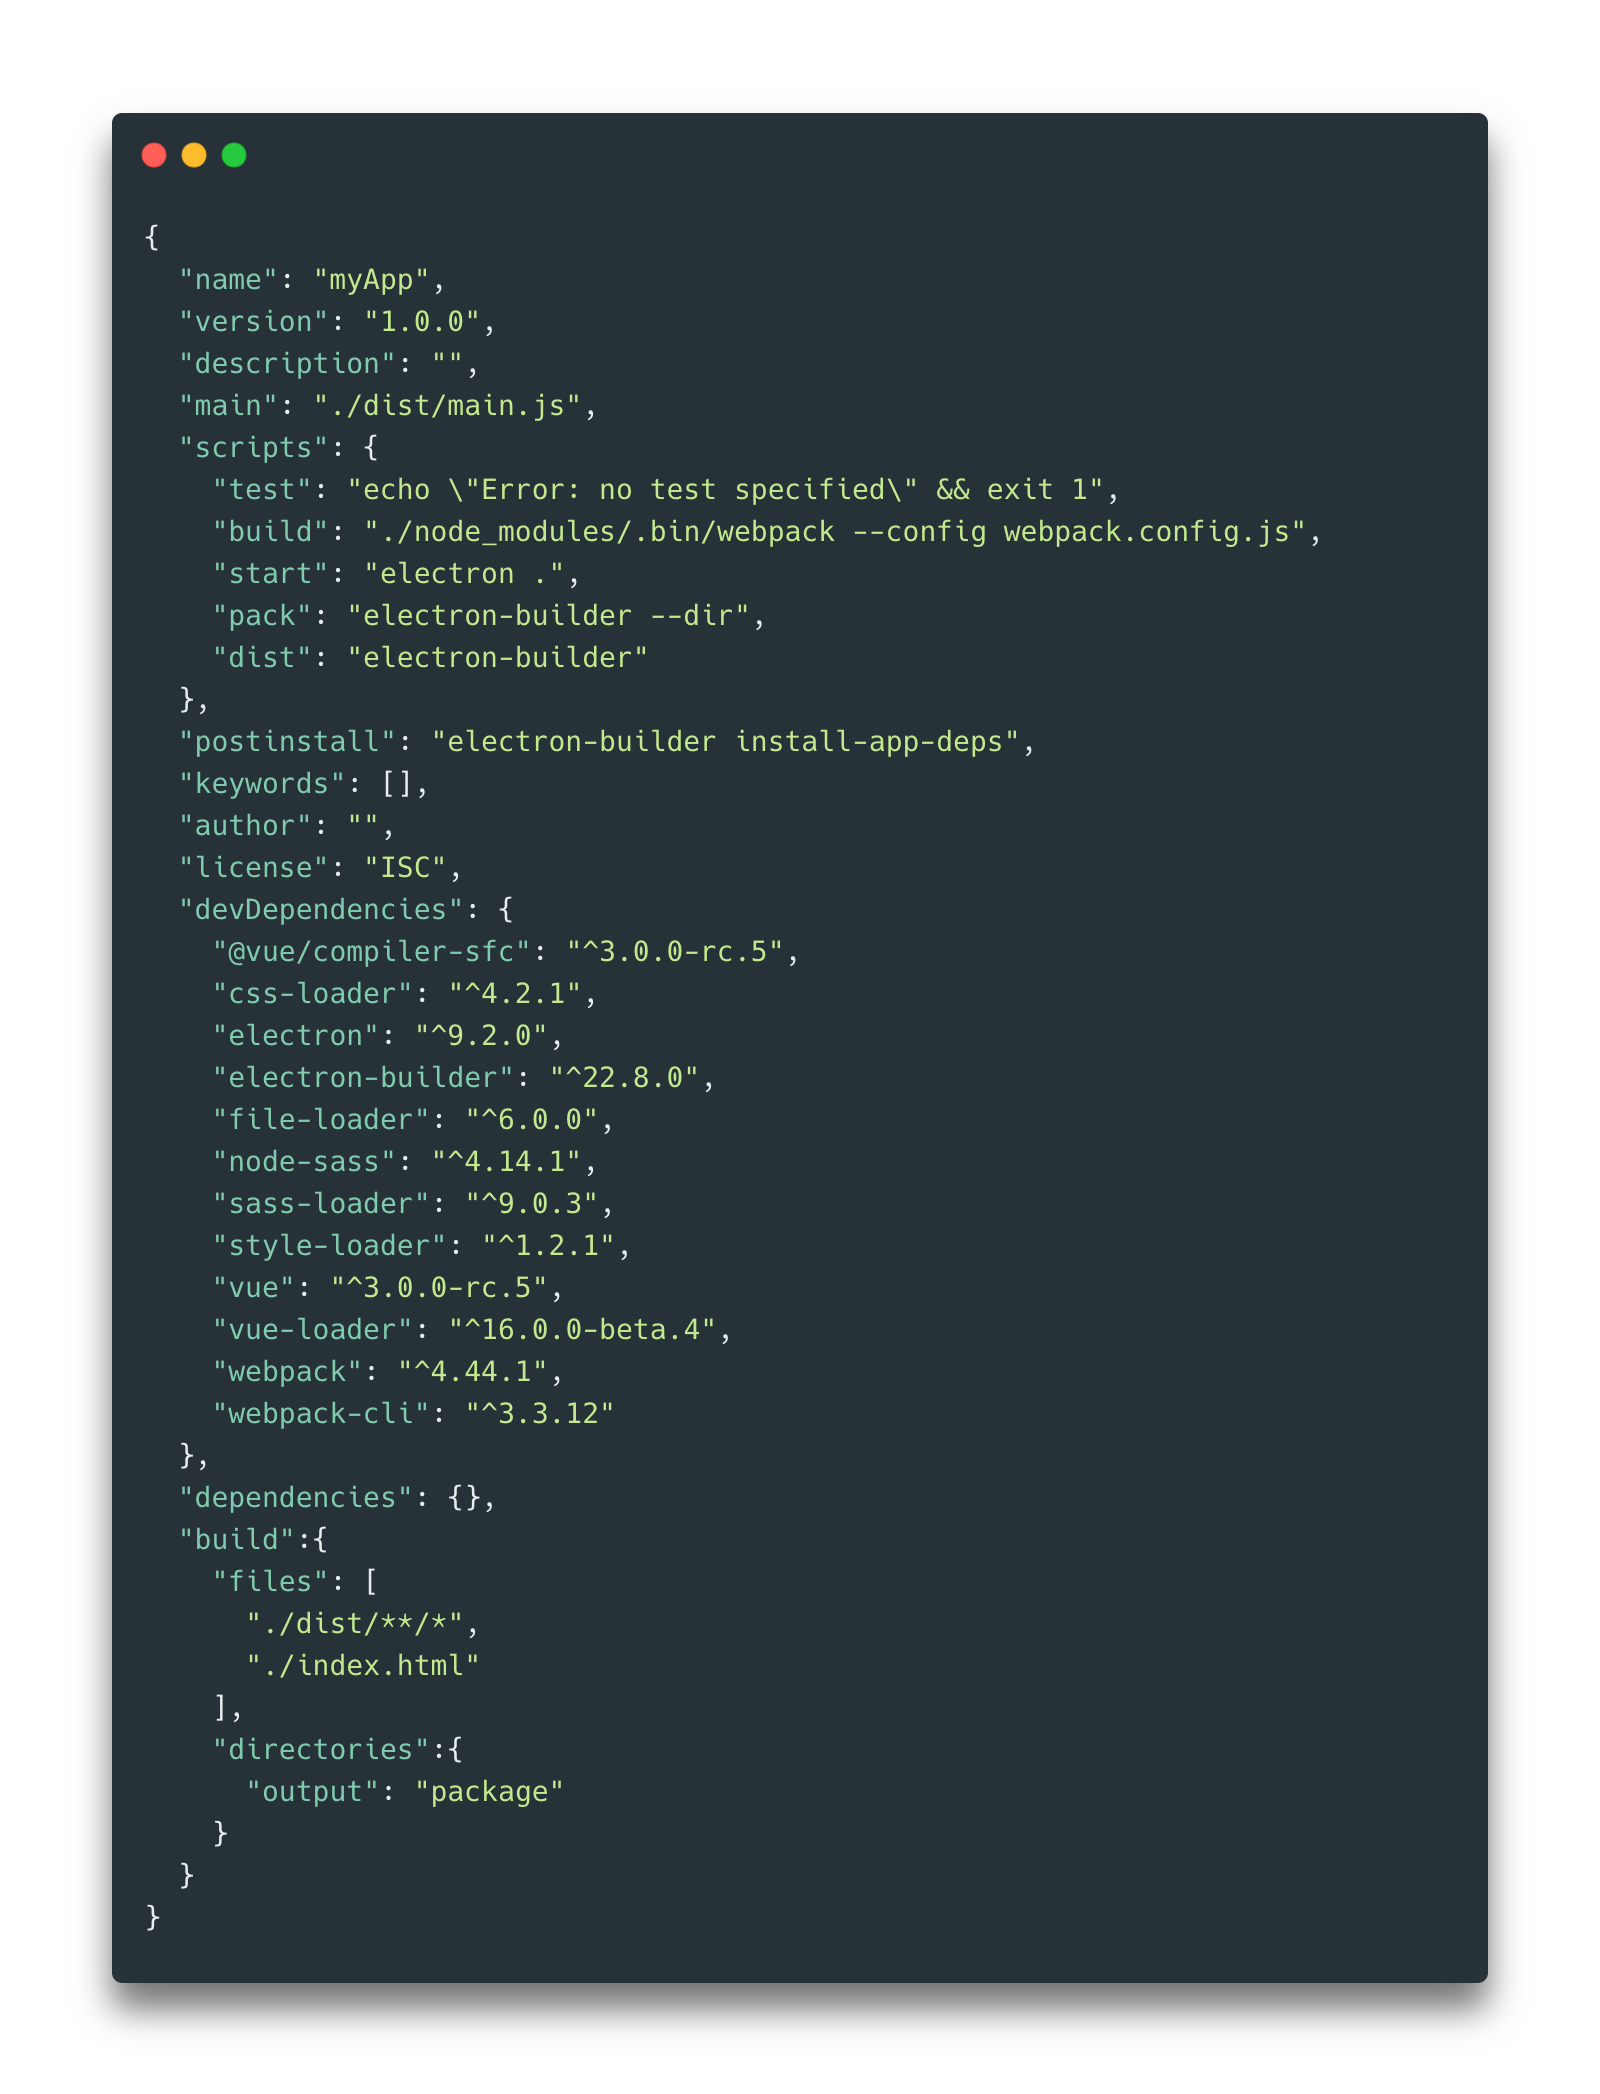 {
  "name": "myApp",
  "version": "1.0.0",
  "description": "",
  "main": "./dist/main.js",
  "scripts": {
    "test": "echo \"Error: no test specified\" && exit 1",
    "build": "./node_modules/.bin/webpack --config webpack.config.js",
    "start": "electron .",
    "pack": "electron-builder --dir",
    "dist": "electron-builder"
  },
  "postinstall": "electron-builder install-app-deps",
  "keywords": [],
  "author": "",
  "license": "ISC",
  "devDependencies": {
    "@vue/compiler-sfc": "^3.0.0-rc.5",
    "css-loader": "^4.2.1",
    "electron": "^9.2.0",
    "electron-builder": "^22.8.0",
    "file-loader": "^6.0.0",
    "node-sass": "^4.14.1",
    "sass-loader": "^9.0.3",
    "style-loader": "^1.2.1",
    "vue": "^3.0.0-rc.5",
    "vue-loader": "^16.0.0-beta.4",
    "webpack": "^4.44.1",
    "webpack-cli": "^3.3.12"
  },
  "dependencies": {},
  "build":{
    "files": [
      "./dist/**/*",
      "./index.html"
    ],
    "directories":{
      "output": "package"
    }
  }
}